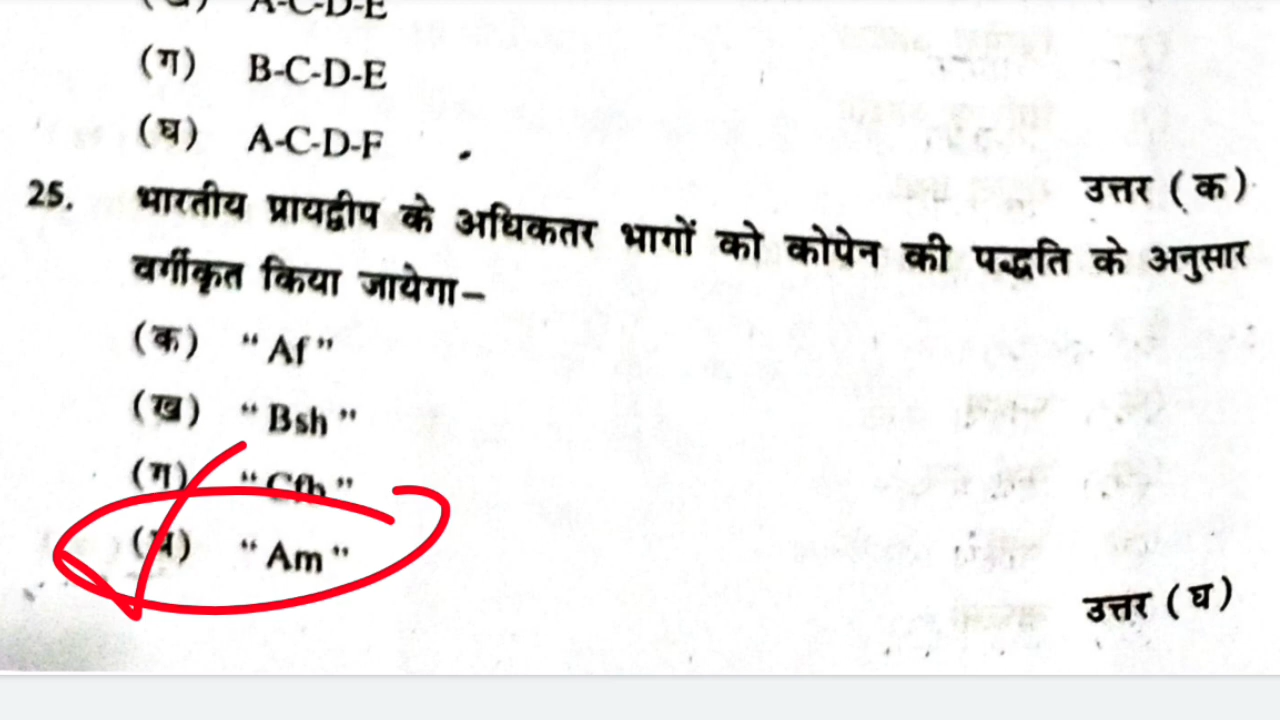 (ख) A-C-D-E
(ग) B-C-D-E
(घ) A-C-D-F
उत्तर (क)
25. भारतीय प्रायद्वीप के अधिकतर भागों को कोपेन की पद्धति के अनुसार
वर्गीकृत किया जायेगा–
(क) “Af”
(ख) “Bsh”
(ग) “Cfb”
(घ) “Am”
उत्तर (घ)